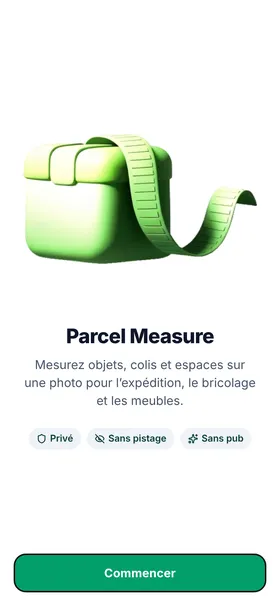 Parcel Measure
Mesurez objets, colis et espaces sur
une photo pour l’expédition, le bricolage
et les meubles.
Privé
Sans pistage
Sans pub
Commencer